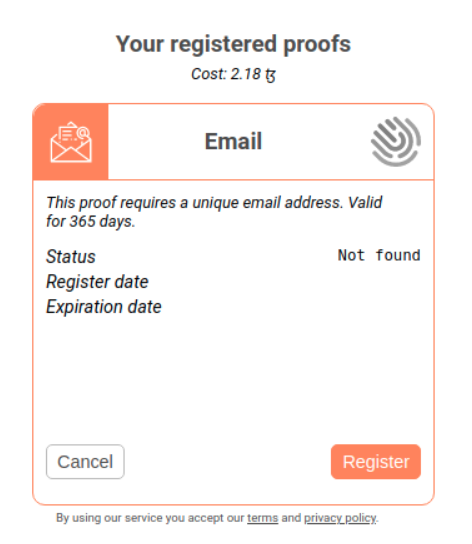 Your registered proofs
Cost: 2.18 ꜩ
Email
This proof requires a unique email address. Valid
for 365 days.
Status Not found
Register date
Expiration date
Cancel Register
By using our service you accept our terms and privacy policy.